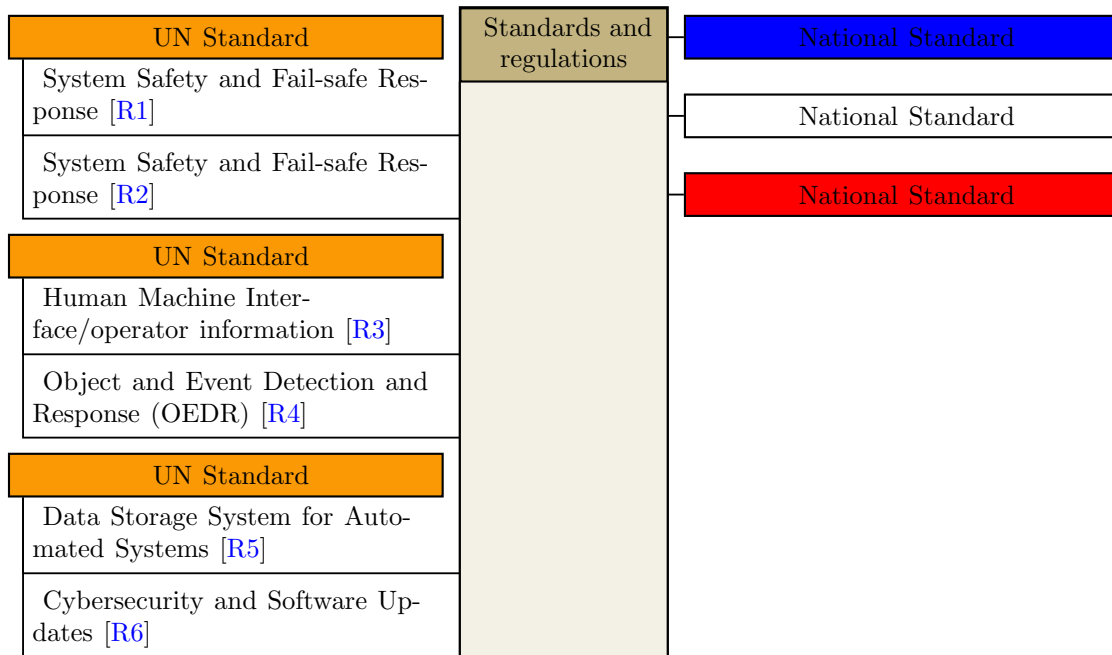 UN Standard
System Safety and Fail-safe Res-
ponse [R1]
System Safety and Fail-safe Res-
ponse [R2]
UN Standard
Human Machine Inter-
face/operator information [R3]
Object and Event Detection and
Response (OEDR) [R4]
UN Standard
Data Storage System for Auto-
mated Systems [R5]
Cybersecurity and Software Up-
dates [R6]
Standards and
regulations
National Standard
National Standard
National Standard